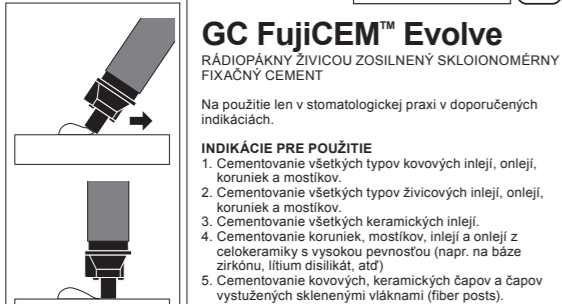 GC FujiCEM™ Evolve
RÁDIOPÁKNY ŽIVICOU ZOSILNENÝ SKLOIONOMÉRNY
FIXAČNÝ CEMENT
Na použitie len v stomatologickej praxi v doporučených
indikáciách.
INDIKÁCIE PRE POUŽITIE
1. Cementovanie všetkých typov kovových inlejí, onlejí,
koruniek a mostíkov.
2. Cementovanie všetkých typov živicových inlejí, onlejí,
koruniek a mostíkov.
3. Cementovanie všetkých keramických inlejí.
4. Cementovanie koruniek, mostíkov, inlejí a onlejí z
celokeramiky s vysokou pevnosťou (napr. na báze
zirkónu, lítium disilikát, atď)
5. Cementovanie kovových, keramických čapov a čapov
vystužených sklenenými vláknami (fiber posts).